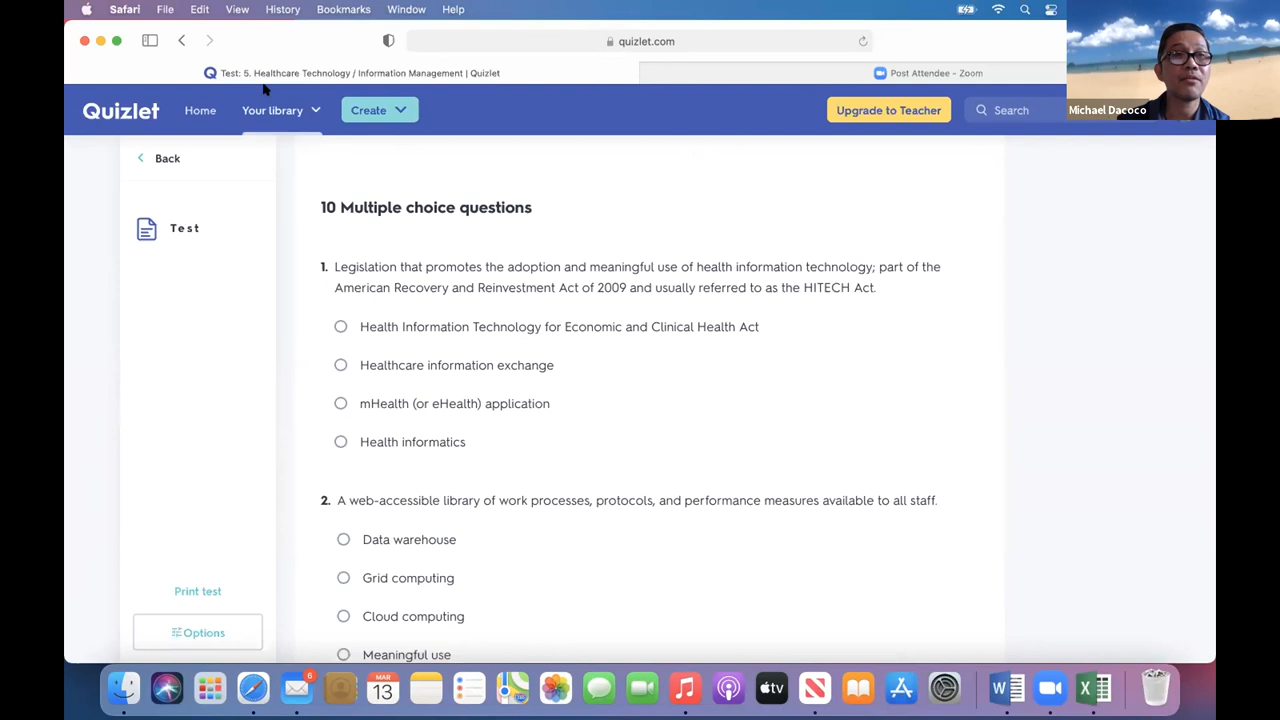 Safari File Edit View History Bookmarks Window Help
quizlet.com
Test: 5. Healthcare Technology / Information Management | Quizlet
Post Attendee - Zoom
Michael Dacoco
Quizlet Home Your library Create Upgrade to Teacher Search
Back
Test
Print test
Options
10 Multiple choice questions
1. Legislation that promotes the adoption and meaningful use of health information technology; part of the
American Recovery and Reinvestment Act of 2009 and usually referred to as the HITECH Act.
Health Information Technology for Economic and Clinical Health Act
Healthcare information exchange
mHealth (or eHealth) application
Health informatics
2. A web-accessible library of work processes, protocols, and performance measures available to all staff.
Data warehouse
Grid computing
Cloud computing
Meaningful use
6
MAR
13
tv
W
X